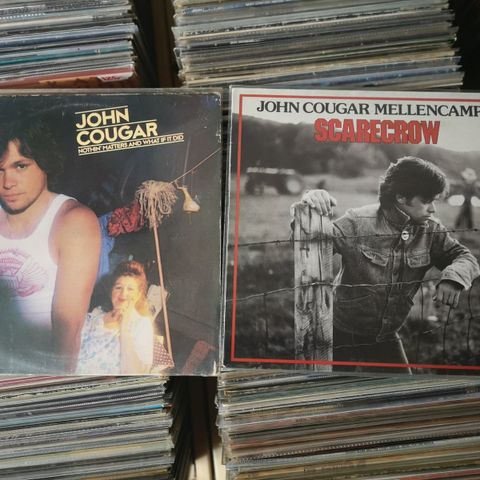 JOHN
COUGAR
NOTHIN' MATTERS AND WHAT IF IT DID
JOHN COUGAR MELLENCAMP
SCARECROW